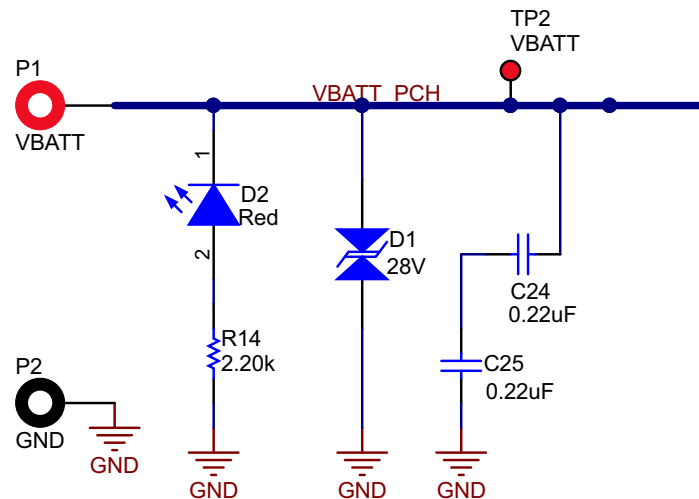 TP2
VBATT
P1
VBATT_PCH
VBATT
1
D2
Red
2
D1
28V
C24
0.22uF
R14
2.20k
C25
0.22uF
P2
GND
GND
GND
GND
GND